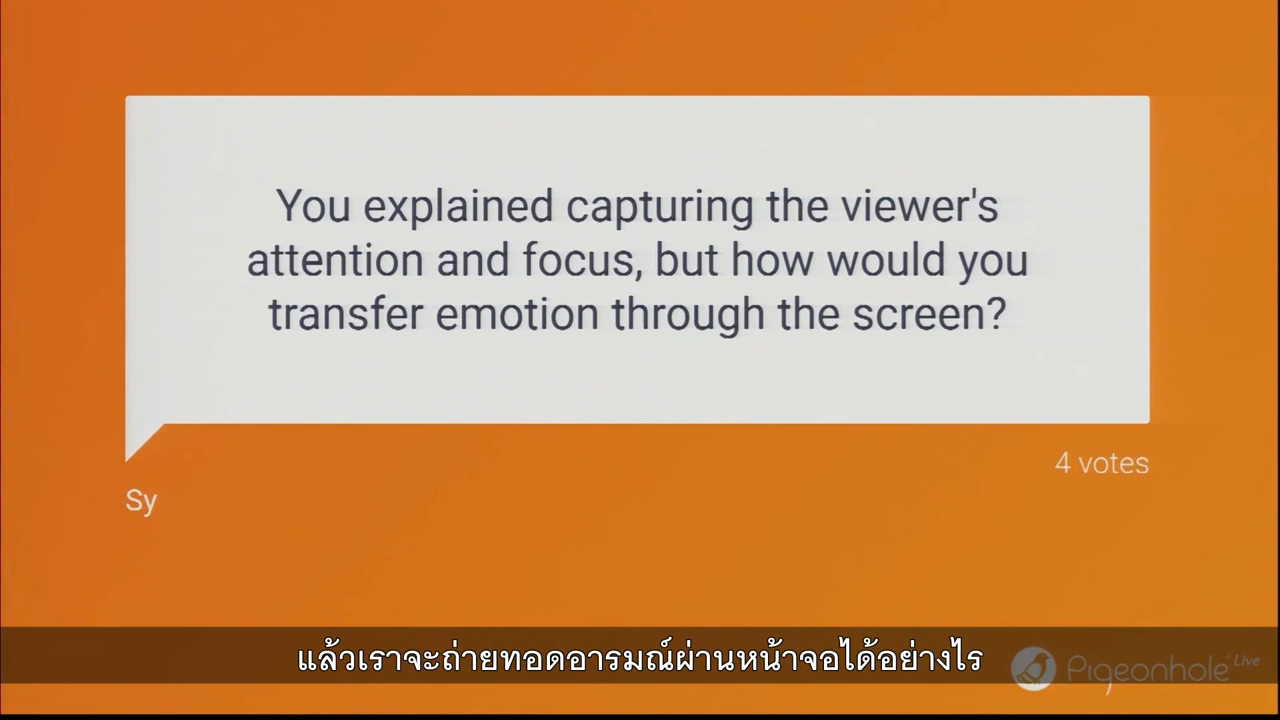 You explained capturing the viewer's
attention and focus, but how would you
transfer emotion through the screen?
4 votes
Sy
แล้วเราจะถ่ายทอดอารมณ์ผ่านหน้าจอได้อย่างไร
Pigeonhole Live